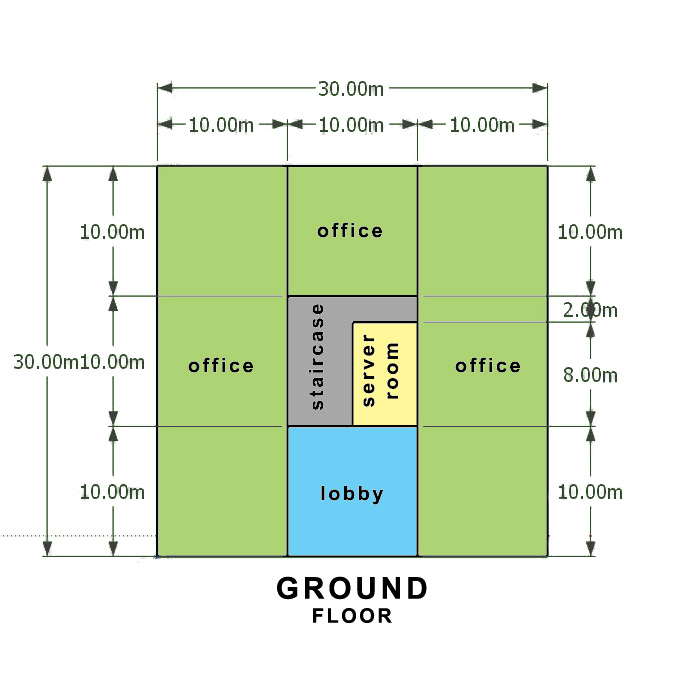 30.00m
10.00m 10.00m 10.00m
10.00m
office
10.00m
staircase
2.00m
30.00m 10.00m
office
server
room
office
8.00m
10.00m
lobby
10.00m
GROUND
FLOOR